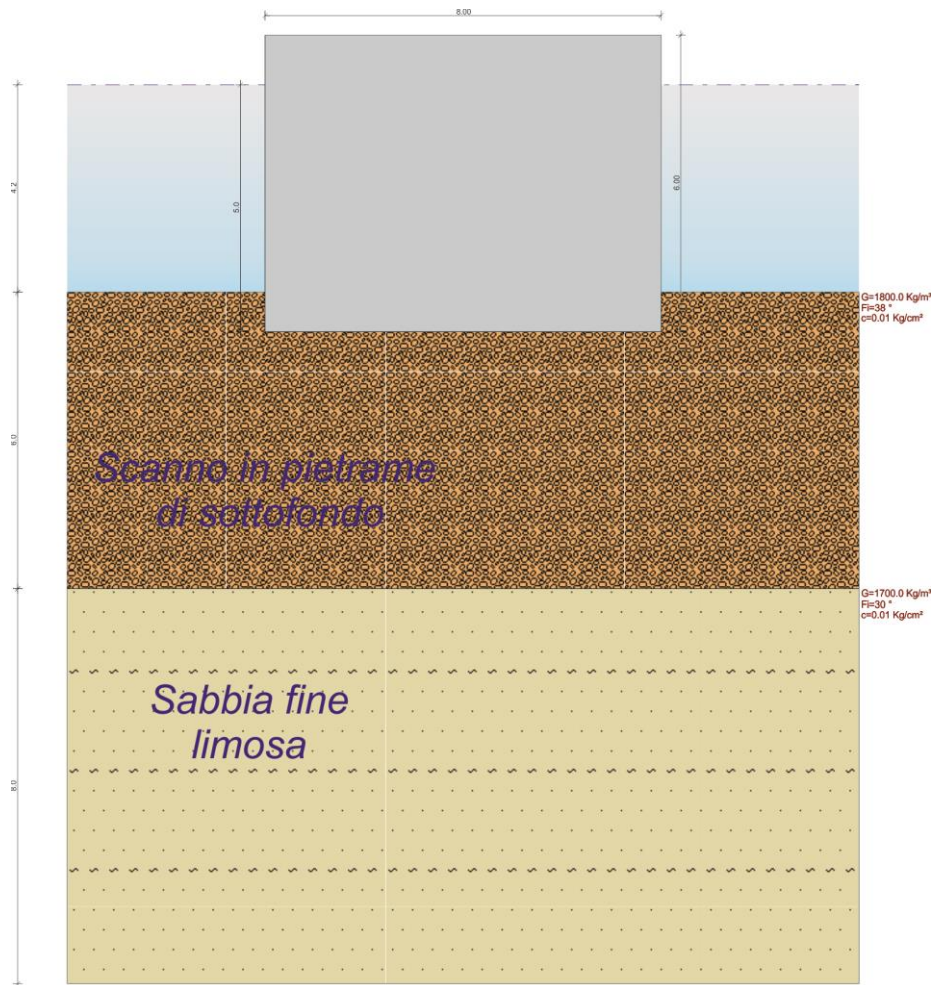 8.00
4.2
5.0
6.00
G=1800.0 Kg/m³
Fi=38 °
c=0.01 Kg/cm²
6.0
Scanno in pietrame
di sottofondo
G=1700.0 Kg/m³
Fi=30 °
c=0.01 Kg/cm²
Sabbia fine
limosa
8.0